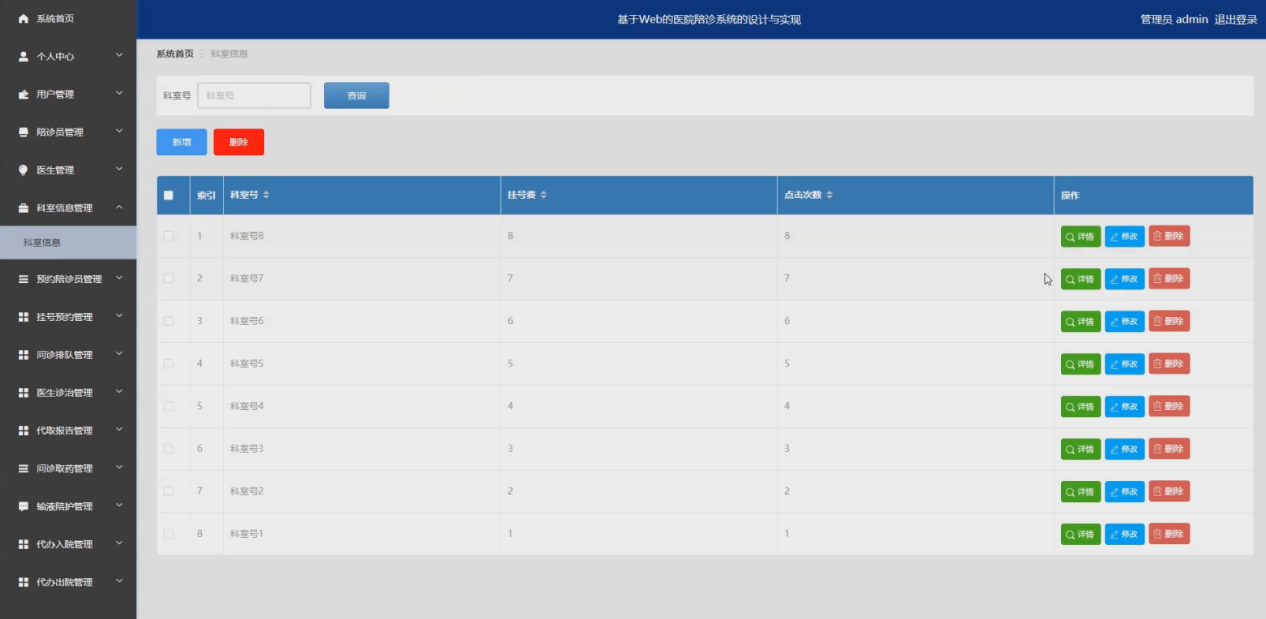 系统首页
个人中心
用户管理
陪诊员管理
医生管理
科室信息管理
科室信息
预约陪诊员管理
挂号预约管理
问诊排队管理
医生诊治管理
代取报告管理
问诊取药管理
输液陪护管理
代办入院管理
代办出院管理
基于Web的医院陪诊系统的设计与实现
管理员 admin 退出登录
系统首页 科室信息
科室号 科室号 查询
新增 删除
索引 科室号 挂号费 点击次数 操作
1 科室号8 8 8 详情 修改 删除
2 科室号7 7 7 详情 修改 删除
3 科室号6 6 6 详情 修改 删除
4 科室号5 5 5 详情 修改 删除
5 科室号4 4 4 详情 修改 删除
6 科室号3 3 3 详情 修改 删除
7 科室号2 2 2 详情 修改 删除
8 科室号1 1 1 详情 修改 删除